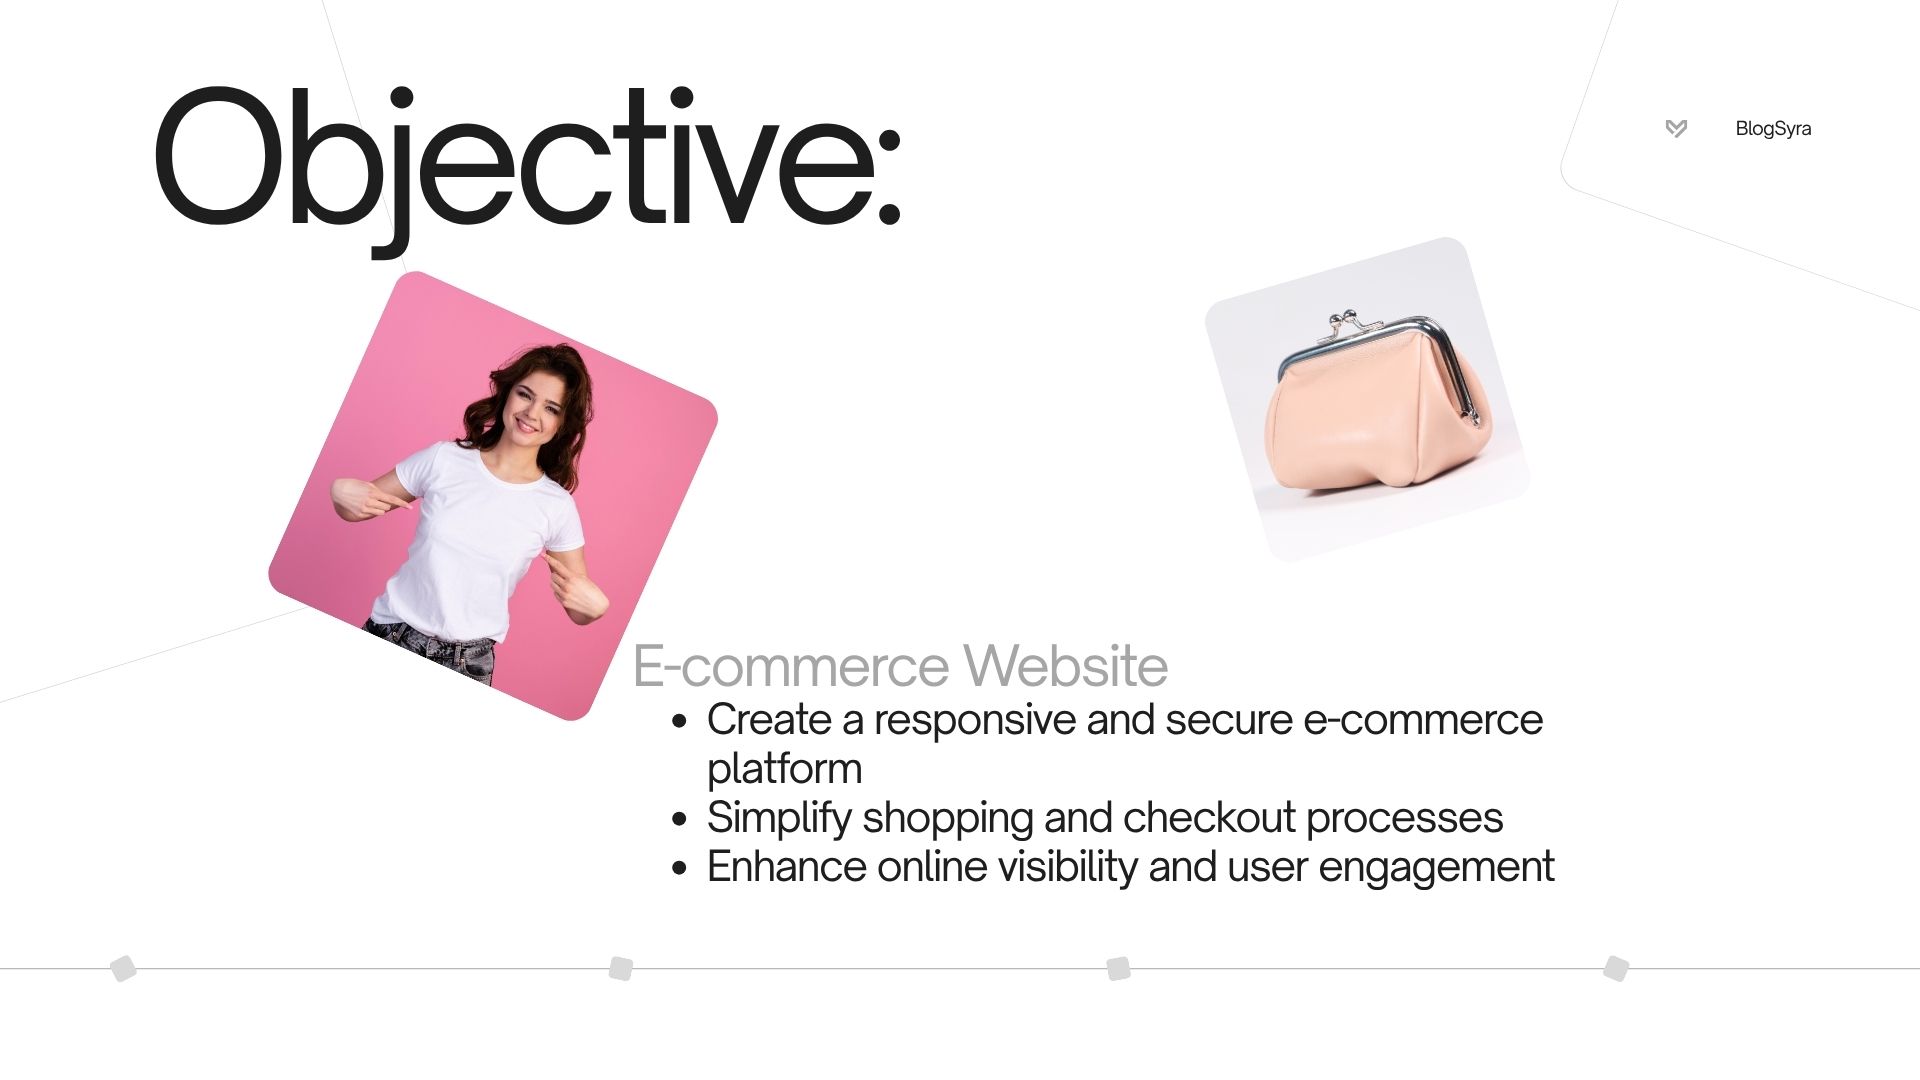 Objective:
BlogSyra
E-commerce Website
• Create a responsive and secure e-commerce
platform
• Simplify shopping and checkout processes
• Enhance online visibility and user engagement